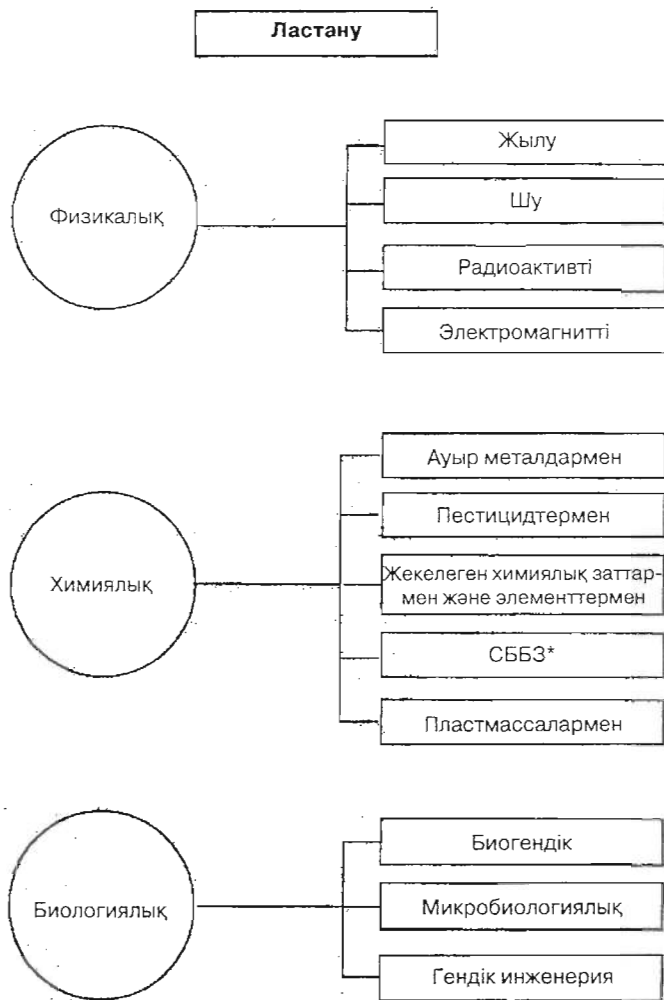 Ластану
Физикалық
Жылу
Шу
Радиоактивті
Электромагнитті
Химиялық
Ауыр металдармен
Пестицидтермен
Жекелеген химиялық заттар-
мен және элементтермен
СББЗ*
Пластмассалармен
Биологиялық
Биогендік
Микробиологиялық
Гендік инженерия